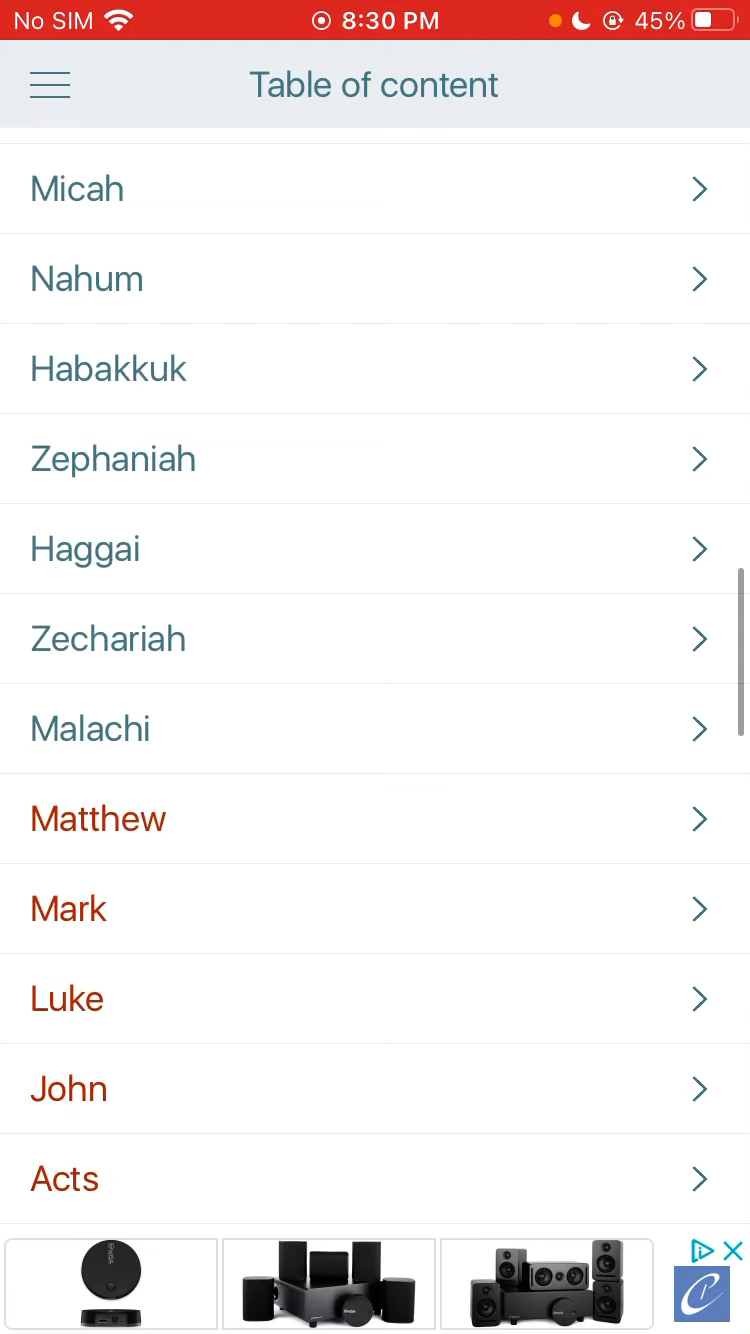 No SIM 8:30 PM 45%
Table of content
Micah
Nahum
Habakkuk
Zephaniah
Haggai
Zechariah
Malachi
Matthew
Mark
Luke
John
Acts